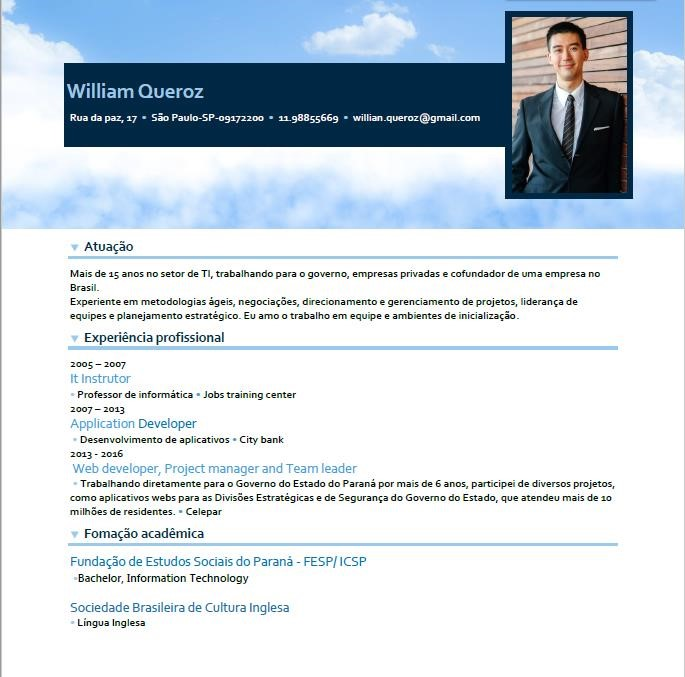 William Queroz
Rua da paz, 17 • São Paulo-SP-09172200 • 11.98855669 • willian.queroz@gmail.com
Atuação
Mais de 15 anos no setor de TI, trabalhando para o governo, empresas privadas e cofundador de uma empresa no
Brasil.
Experiente em metodologias ágeis, negociações, direcionamento e gerenciamento de projetos, liderança de
equipes e planejamento estratégico. Eu amo o trabalho em equipe e ambientes de inicialização.
Experiência profissional
2005 – 2007
It Instrutor
• Professor de informática • Jobs training center
2007 – 2013
Application Developer
• Desenvolvimento de aplicativos • City bank
2013 - 2016
Web developer, Project manager and Team leader
• Trabalhando diretamente para o Governo do Estado do Paraná por mais de 6 anos, participei de diversos projetos,
como aplicativos webs para as Divisões Estratégicas e de Segurança do Governo do Estado, que atendeu mais de 10
milhões de residentes. • Celepar
Fomação acadêmica
Fundação de Estudos Sociais do Paraná - FESP/ ICSP
•Bachelor, Information Technology
Sociedade Brasileira de Cultura Inglesa
• Língua Inglesa